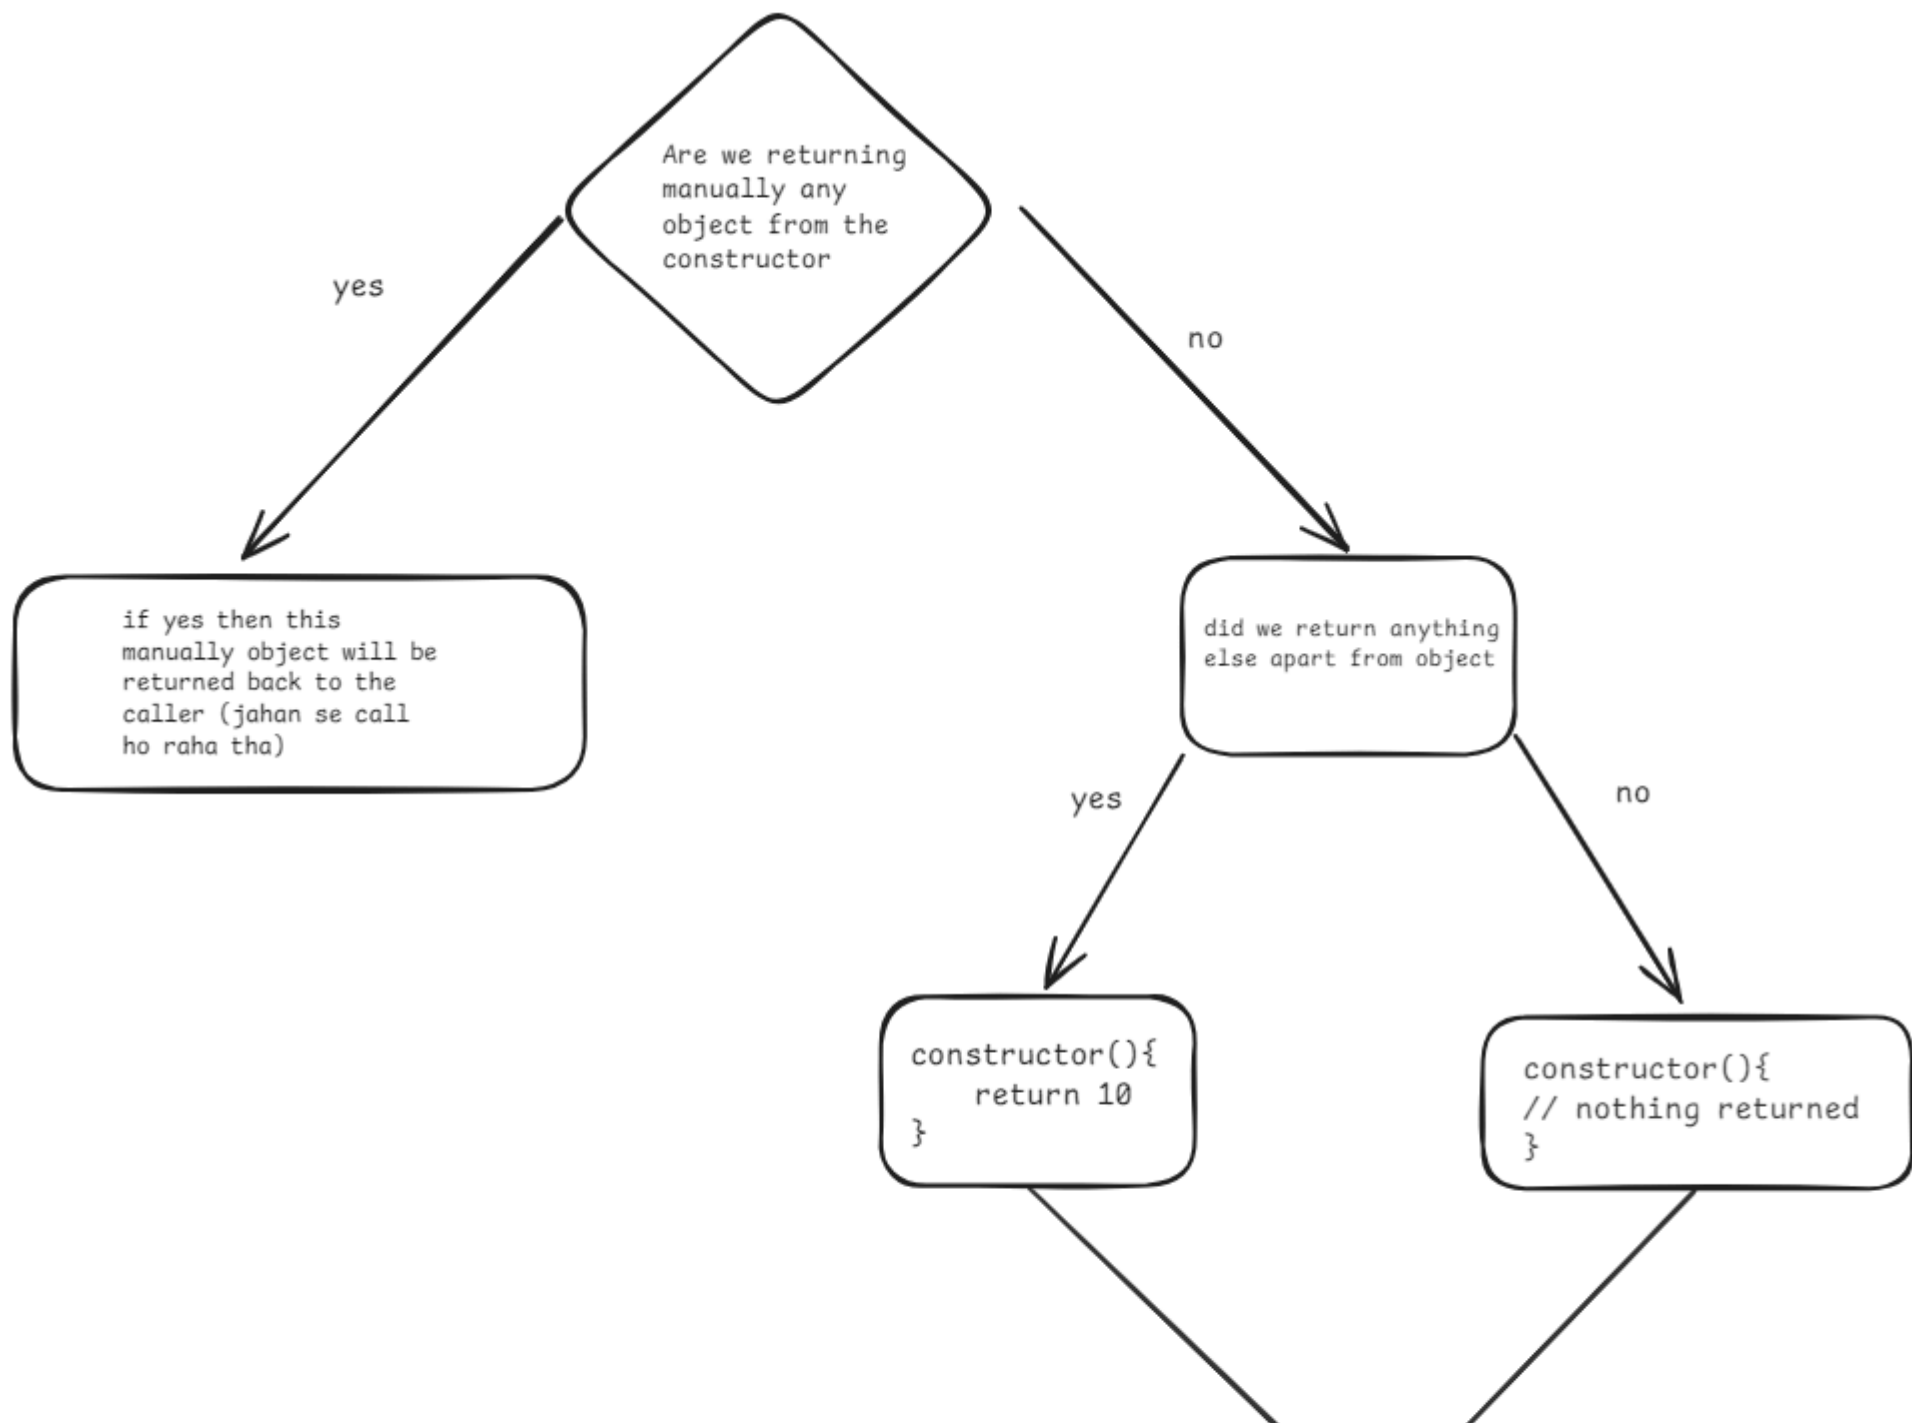 Are we returning
manually any
object from the
constructor
yes
no
if yes then this
manually object will be
returned back to the
caller (jahan se call
ho raha tha)
did we return anything
else apart from object
yes
no
constructor(){
return 10
}
constructor(){
// nothing returned
}